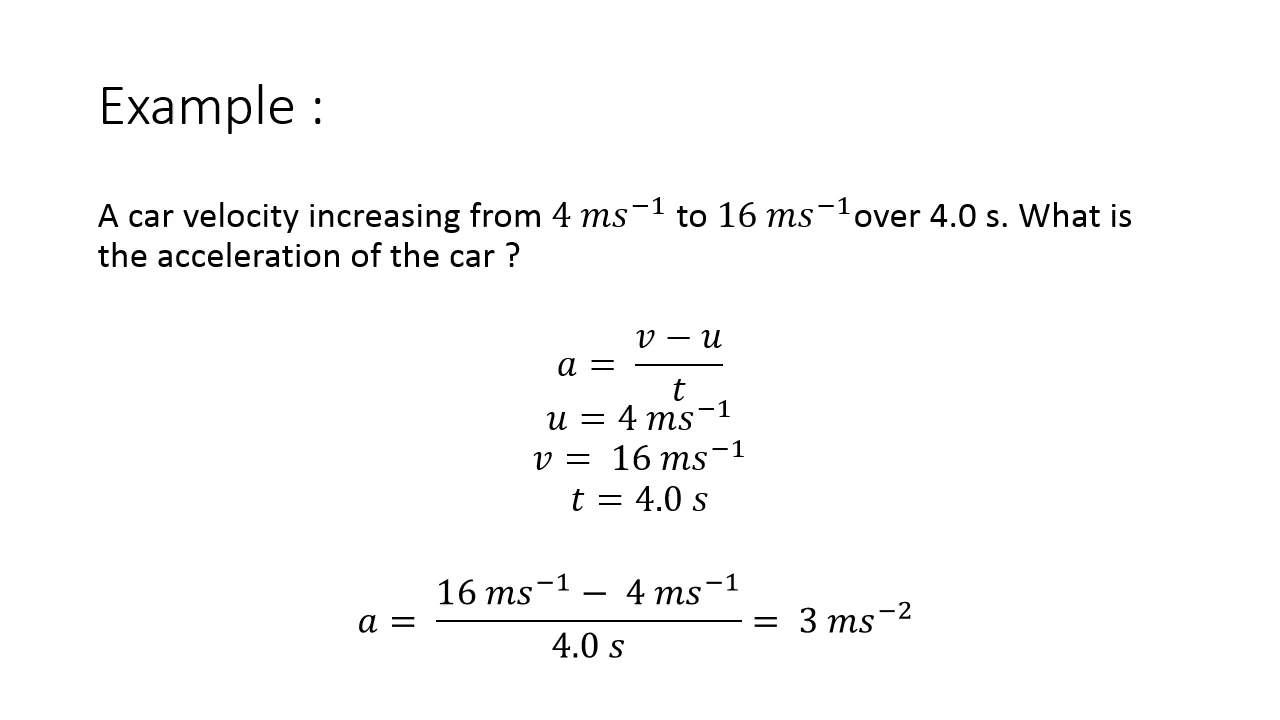 Example :
A car velocity increasing from 4 ms⁻¹ to 16 ms⁻¹over 4.0 s. What is
the acceleration of the car ?
a = (v − u)/t
u = 4 ms⁻¹
v = 16 ms⁻¹
t = 4.0 s
a = (16 ms⁻¹ − 4 ms⁻¹)/(4.0 s) = 3 ms⁻²